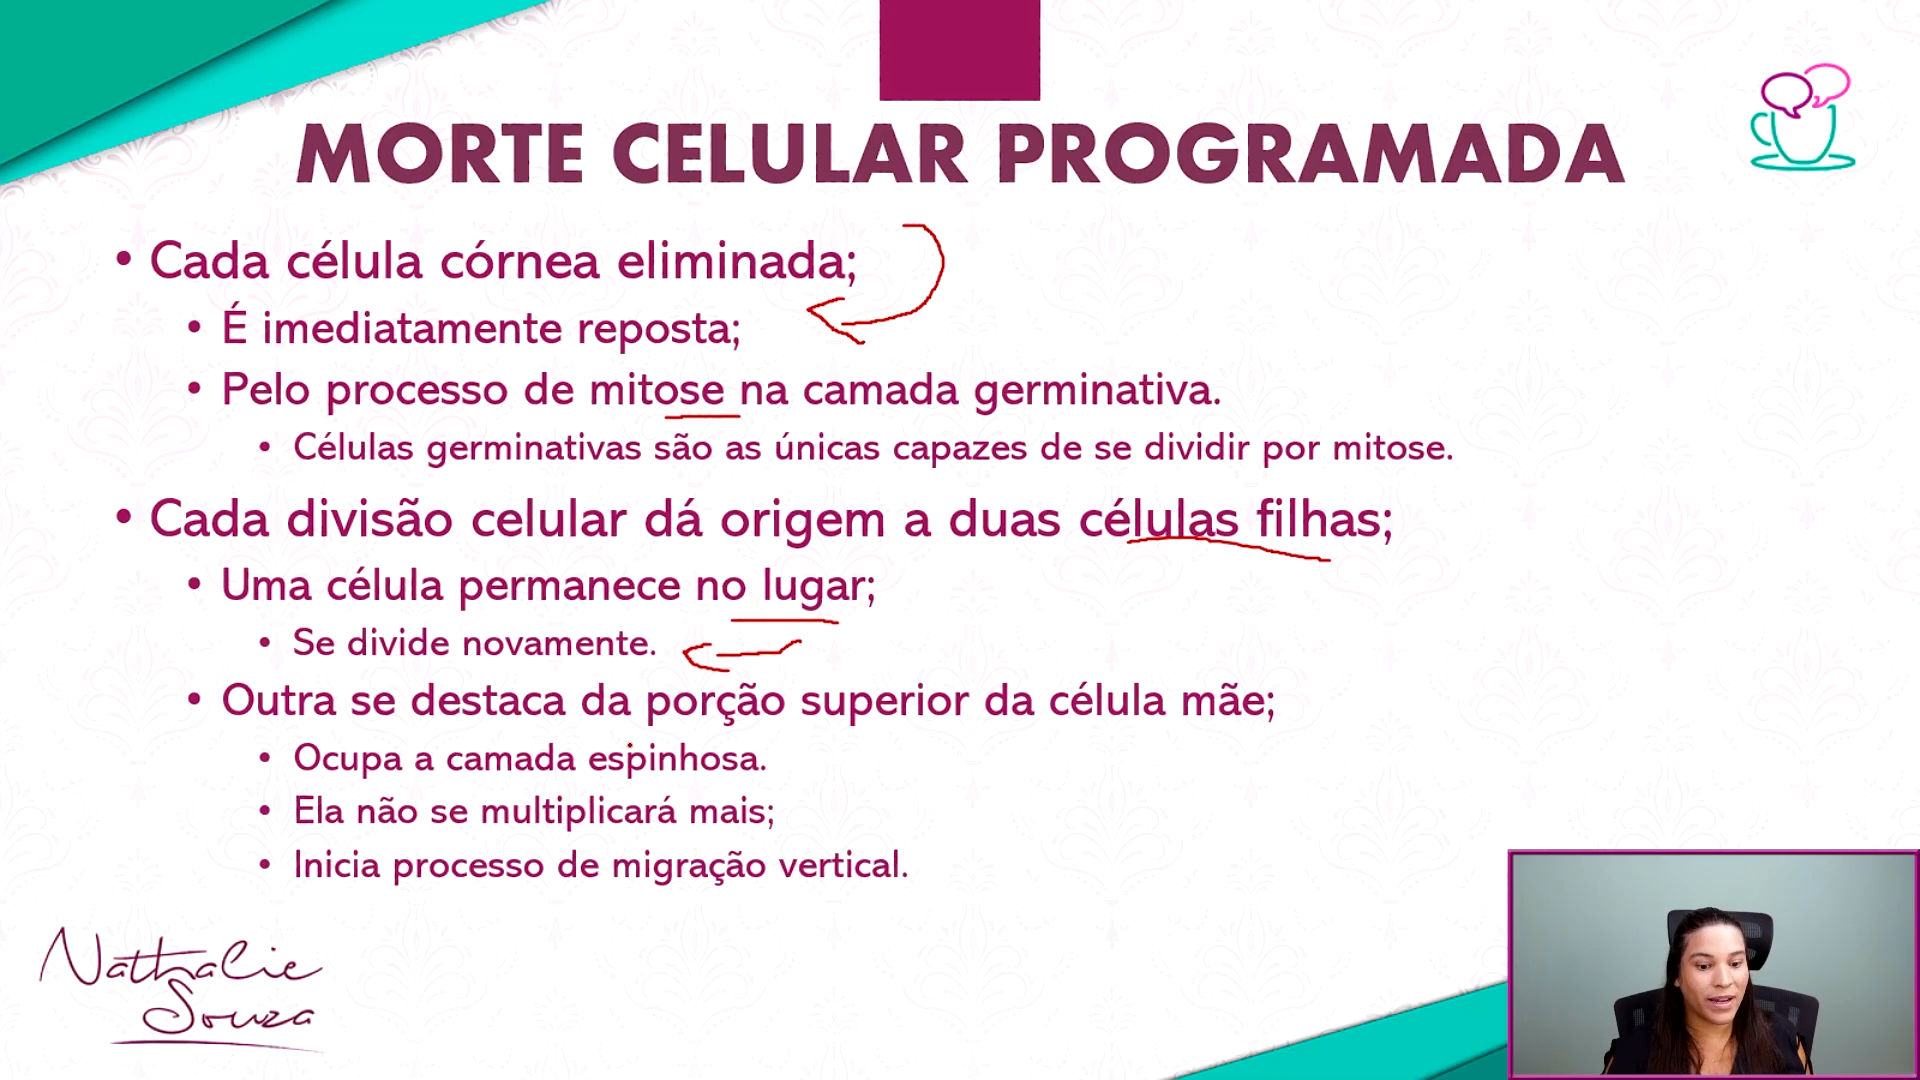 MORTE CELULAR PROGRAMADA
• Cada célula córnea eliminada;
• É imediatamente reposta;
• Pelo processo de mitose na camada germinativa.
• Células germinativas são as únicas capazes de se dividir por mitose.
• Cada divisão celular dá origem a duas células filhas;
• Uma célula permanece no lugar;
• Se divide novamente.
• Outra se destaca da porção superior da célula mãe;
• Ocupa a camada espinhosa.
• Ela não se multiplicará mais;
• Inicia processo de migração vertical.
Nathalie
Souza